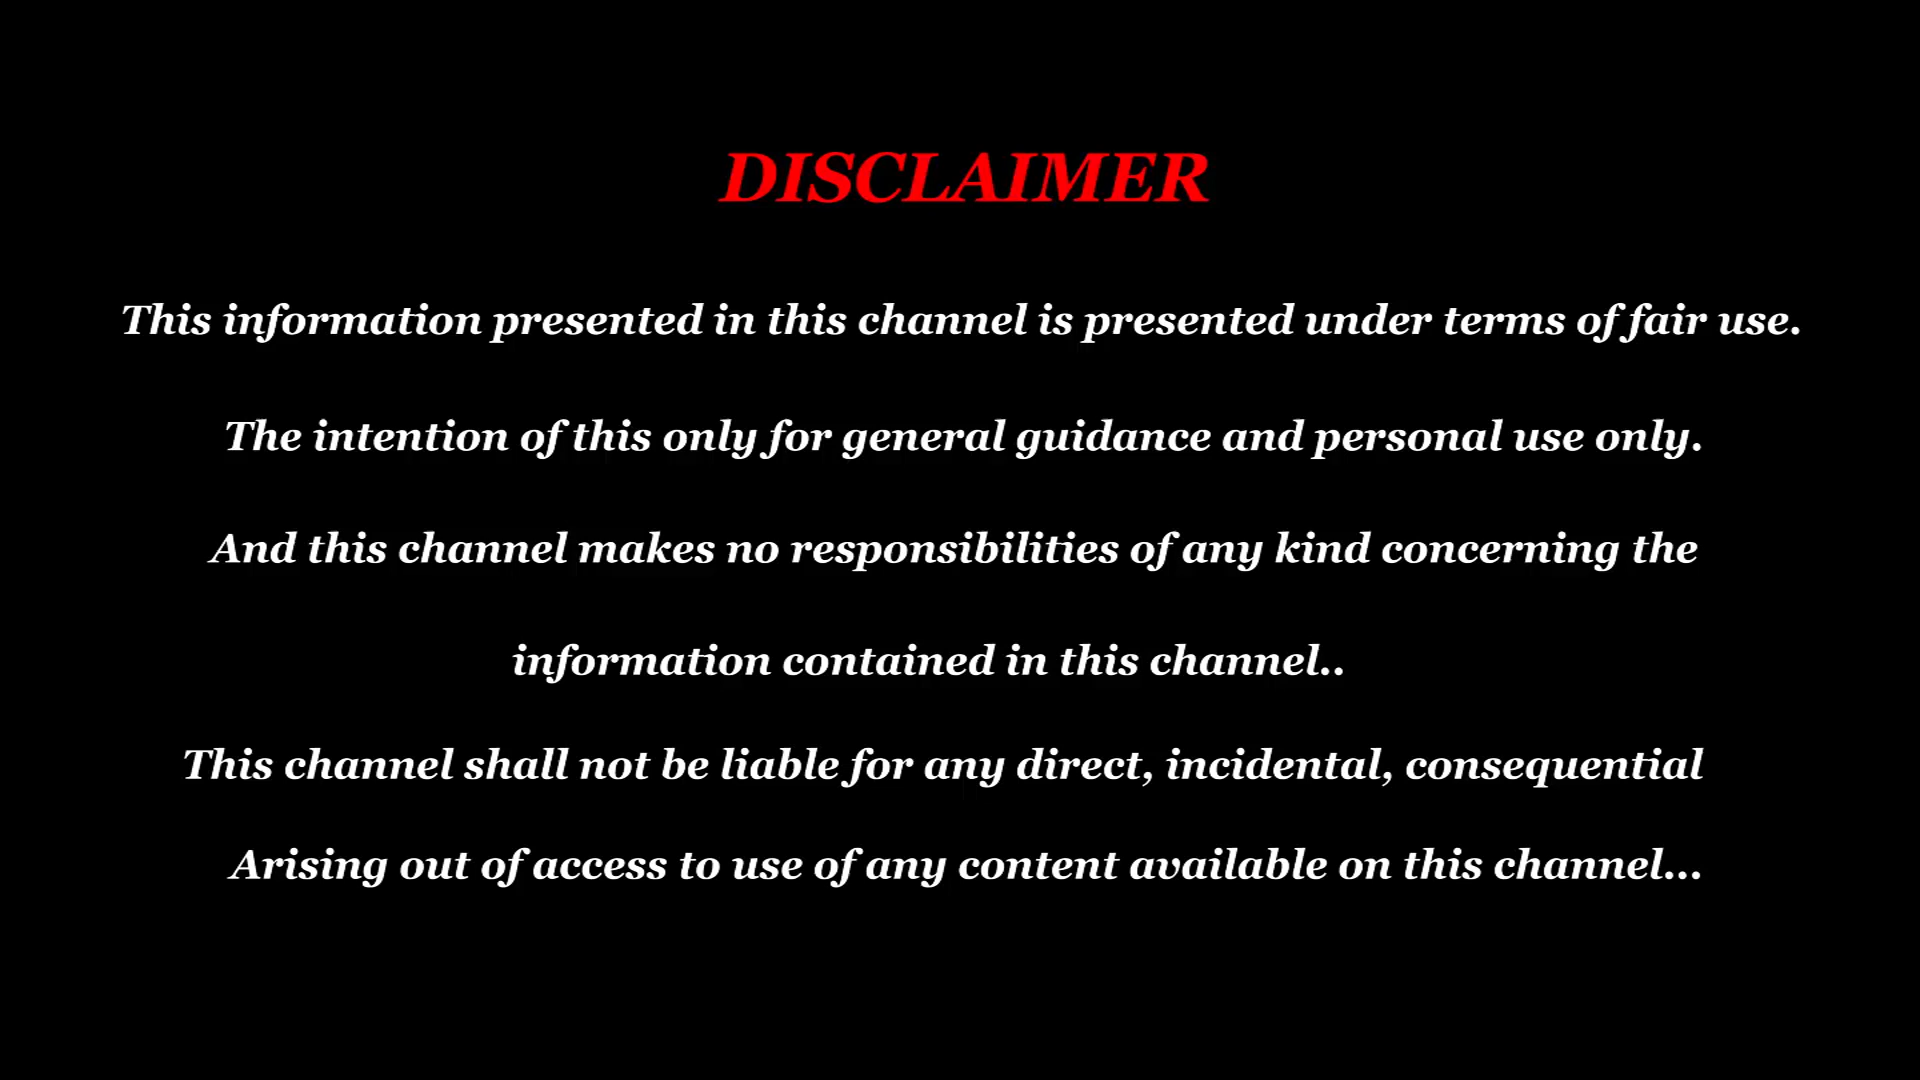 DISCLAIMER
This information presented in this channel is presented under terms of fair use.
The intention of this only for general guidance and personal use only.
And this channel makes no responsibilities of any kind concerning the
information contained in this channel..
This channel shall not be liable for any direct, incidental, consequential
Arising out of access to use of any content available on this channel...